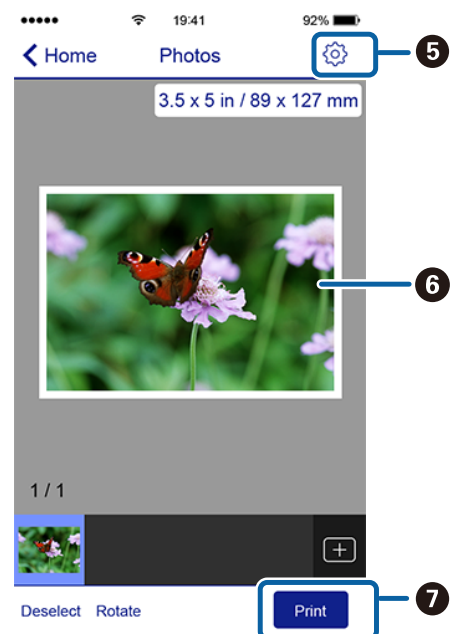 19:41 92%
Home Photos
5
3.5 x 5 in / 89 x 127 mm
6
1 / 1
Deselect Rotate Print
7